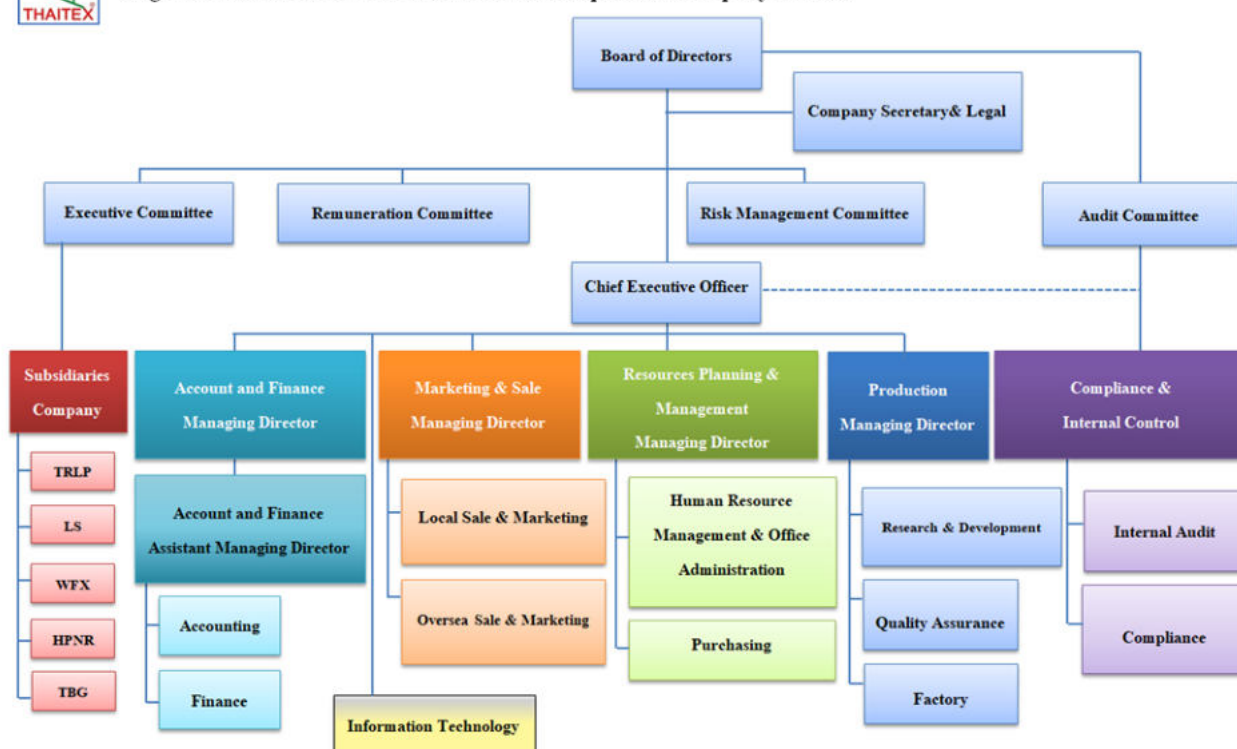 THAITEX®
Board of Directors
Company Secretary& Legal
Executive Committee
Remuneration Committee
Risk Management Committee
Audit Committee
Chief Executive Officer
Subsidiaries
Company
Account and Finance
Managing Director
Marketing & Sale
Managing Director
Resources Planning &
Management
Managing Director
Production
Managing Director
Compliance &
Internal Control
TRLP
LS
WFX
HPNR
TBG
Account and Finance
Assistant Managing Director
Accounting
Finance
Local Sale & Marketing
Oversea Sale & Marketing
Human Resource
Management & Office
Administration
Purchasing
Research & Development
Quality Assurance
Factory
Internal Audit
Compliance
Information Technology